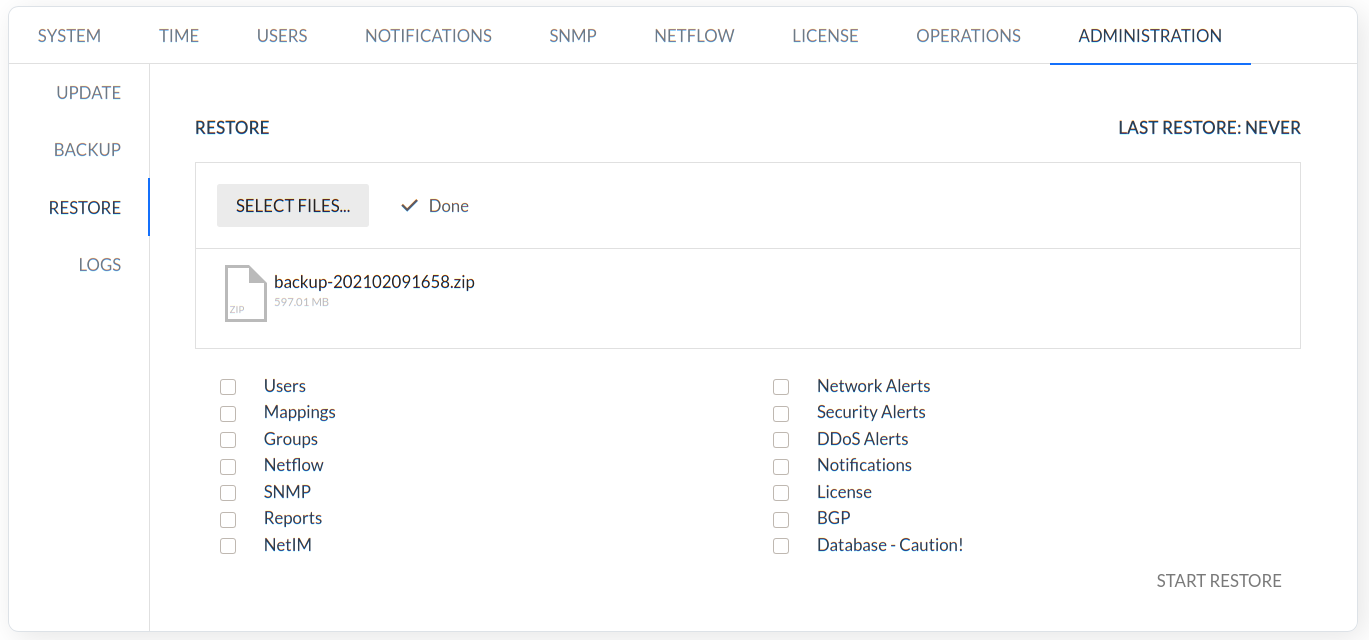 SYSTEM TIME USERS NOTIFICATIONS SNMP NETFLOW LICENSE OPERATIONS ADMINISTRATION
UPDATE
BACKUP
RESTORE
LOGS
RESTORE LAST RESTORE: NEVER
SELECT FILES... Done
backup-202102091658.zip
597.01 MB
ZIP
Users
Mappings
Groups
Netflow
SNMP
Reports
NetIM
Network Alerts
Security Alerts
DDoS Alerts
Notifications
License
BGP
Database - Caution!
START RESTORE